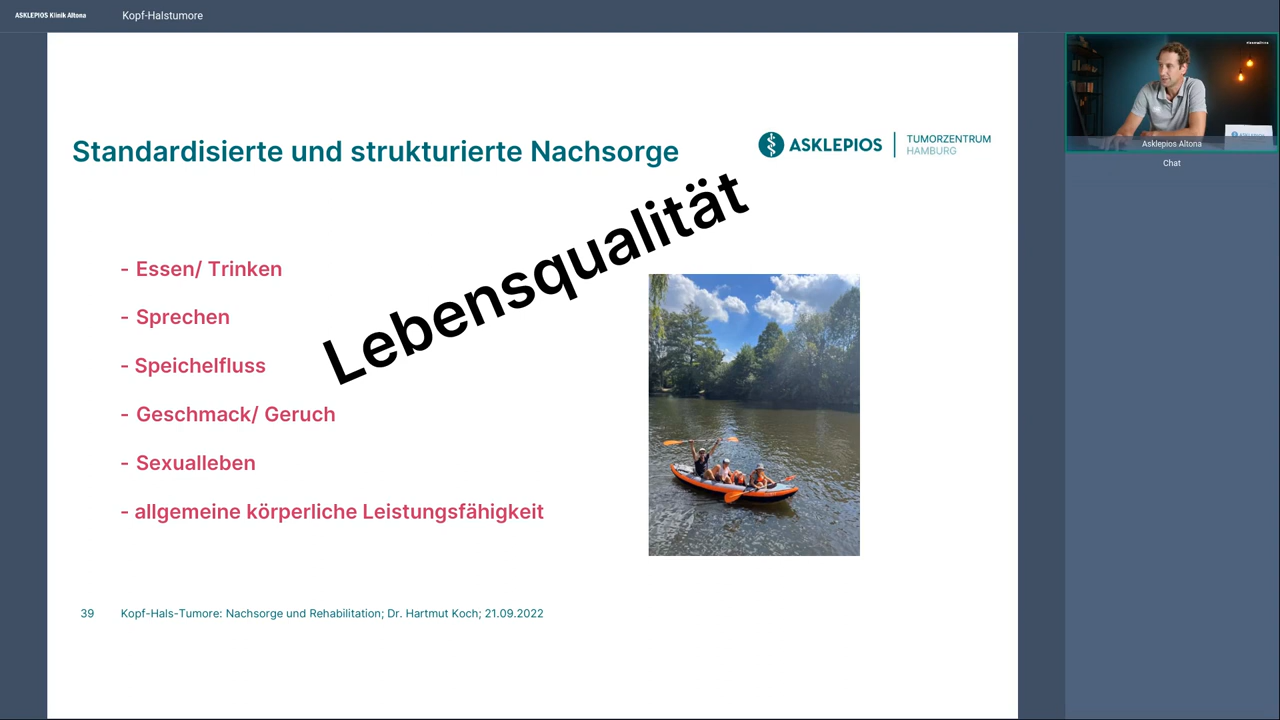 ASKLEPIOS Klinik Altona
Kopf-Halstumore
Standardisierte und strukturierte Nachsorge
ASKLEPIOS
TUMORZENTRUM
HAMBURG
Lebensqualität
- Essen/ Trinken
- Sprechen
- Speichelfluss
- Geschmack/ Geruch
- Sexualleben
- allgemeine körperliche Leistungsfähigkeit
39
Kopf-Hals-Tumore: Nachsorge und Rehabilitation; Dr. Hartmut Koch; 21.09.2022
Asklepios Altona
Chat